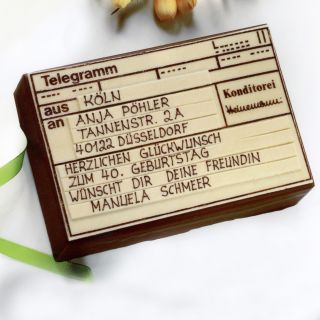 Telegramm
Konditorei
Heinemann
aus KÖLN
an ANJA PÖHLER
TANNENSTR. 2A
40122 DÜSSELDORF
HERZLICHEN GLÜCKWUNSCH
ZUM 40. GEBURTSTAG
WÜNSCHT DIR DEINE FREUNDIN
MANUELA SCHMEER